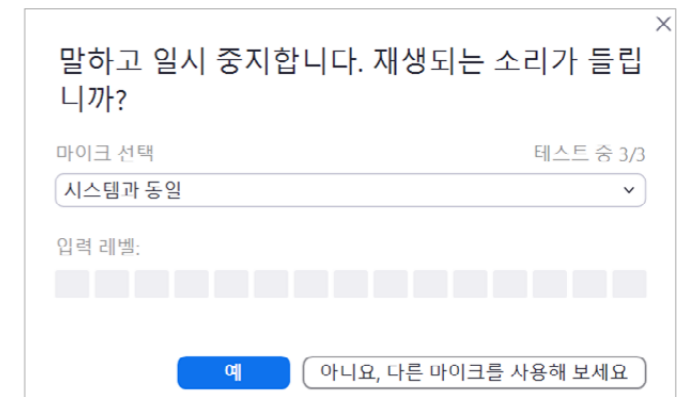 말하고 일시 중지합니다. 재생되는 소리가 들립
니까?
마이크 선택
테스트 중 3/3
시스템과 동일
입력 레벨:
예
아니요, 다른 마이크를 사용해 보세요